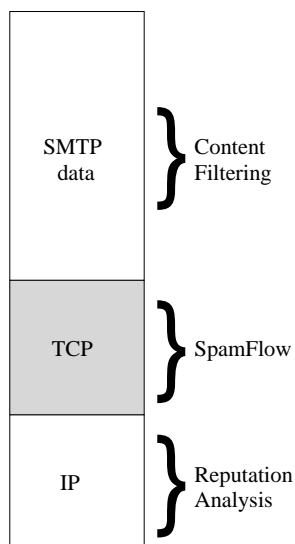 SMTP
data
Content
Filtering
TCP
SpamFlow
IP
Reputation
Analysis